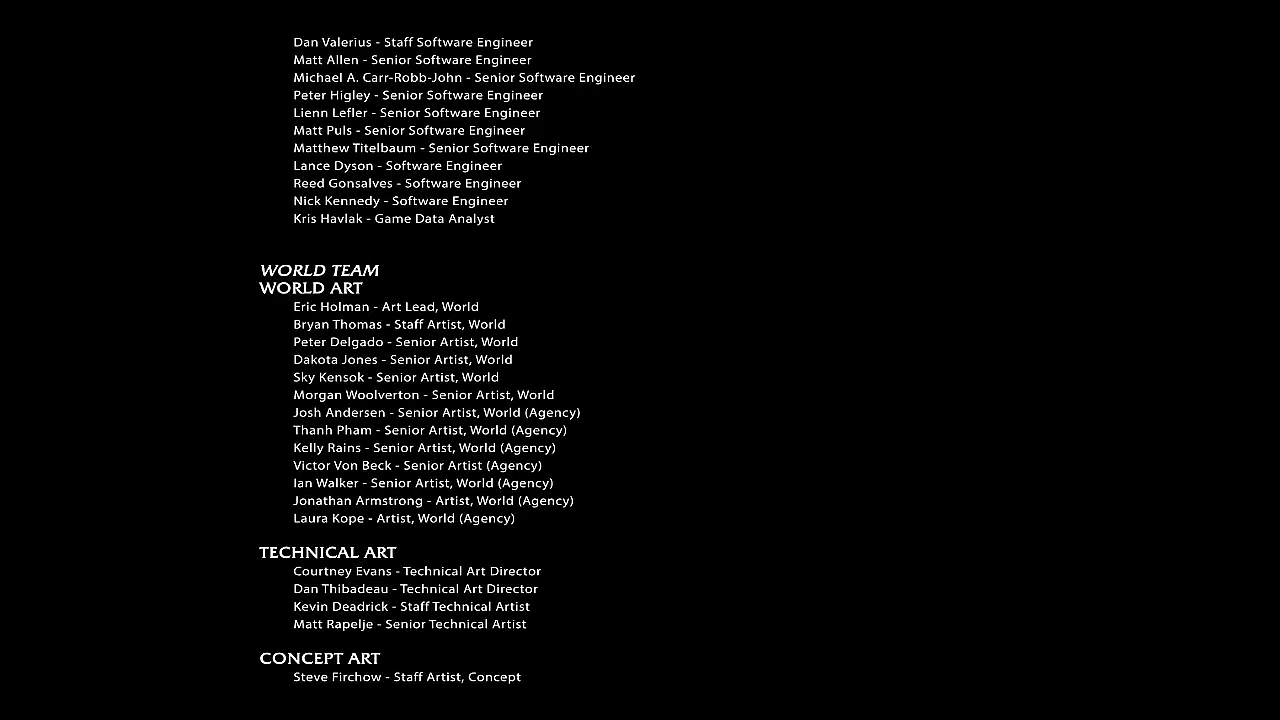 Dan Valerius - Staff Software Engineer
Matt Allen - Senior Software Engineer
Michael A. Carr-Robb-John - Senior Software Engineer
Peter Higley - Senior Software Engineer
Lienn Lefler - Senior Software Engineer
Matt Puls - Senior Software Engineer
Matthew Titelbaum - Senior Software Engineer
Lance Dyson - Software Engineer
Reed Gonsalves - Software Engineer
Nick Kennedy - Software Engineer
Kris Havlak - Game Data Analyst
WORLD TEAM
WORLD ART
Eric Holman - Art Lead, World
Bryan Thomas - Staff Artist, World
Peter Delgado - Senior Artist, World
Dakota Jones - Senior Artist, World
Sky Kensok - Senior Artist, World
Morgan Woolverton - Senior Artist, World
Josh Andersen - Senior Artist, World (Agency)
Thanh Pham - Senior Artist, World (Agency)
Kelly Rains - Senior Artist, World (Agency)
Victor Von Beck - Senior Artist (Agency)
Ian Walker - Senior Artist, World (Agency)
Jonathan Armstrong - Artist, World (Agency)
Laura Kope - Artist, World (Agency)
TECHNICAL ART
Courtney Evans - Technical Art Director
Dan Thibadeau - Technical Art Director
Kevin Deadrick - Staff Technical Artist
Matt Rapelje - Senior Technical Artist
CONCEPT ART
Steve Firchow - Staff Artist, Concept